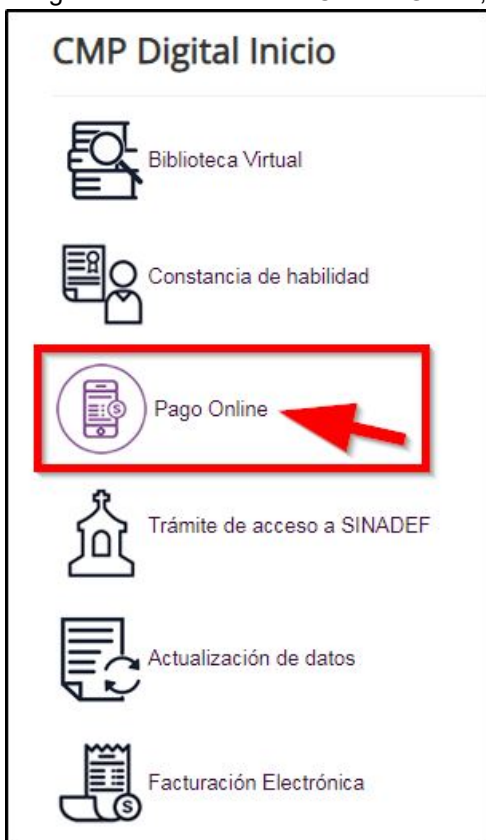 CMP Digital Inicio
Biblioteca Virtual
Constancia de habilidad
Pago Online
Trámite de acceso a SINADEF
Actualización de datos
Facturación Electrónica